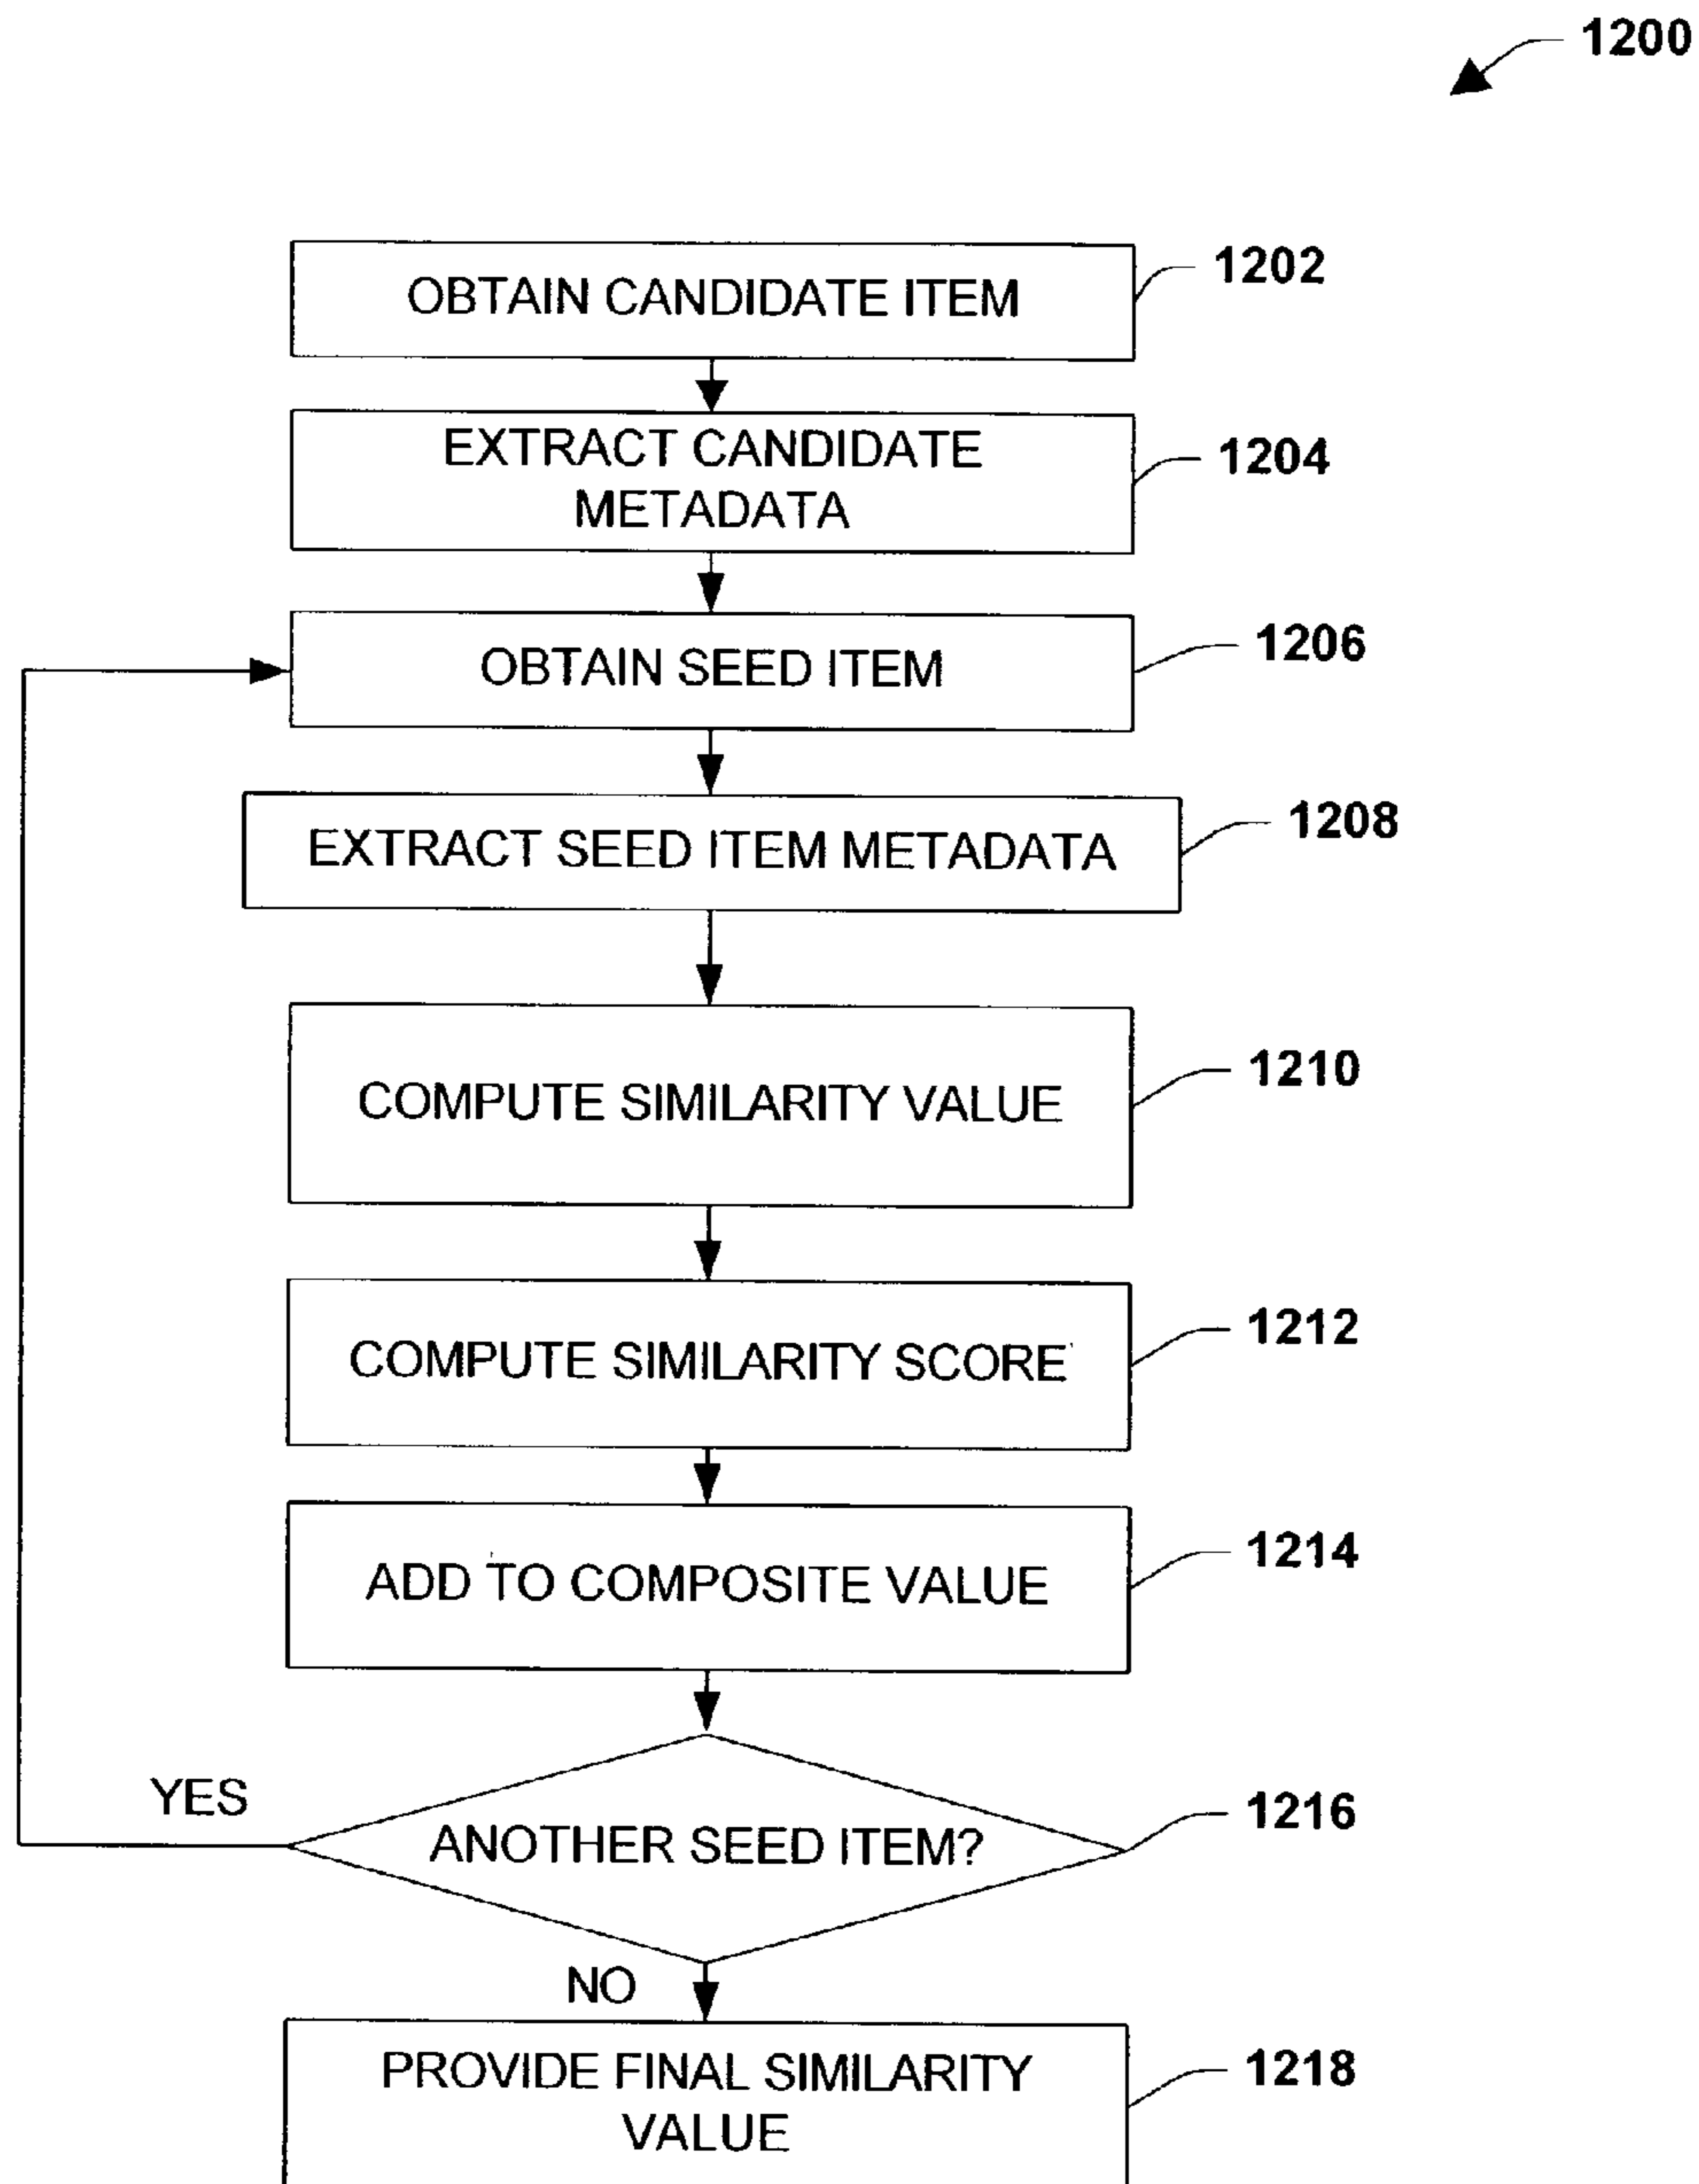 1200
OBTAIN CANDIDATE ITEM
1202
EXTRACT CANDIDATE
METADATA
1204
OBTAIN SEED ITEM
1206
EXTRACT SEED ITEM METADATA
1208
COMPUTE SIMILARITY VALUE
1210
COMPUTE SIMILARITY SCORE
1212
ADD TO COMPOSITE VALUE
1214
YES
ANOTHER SEED ITEM?
1216
NO
PROVIDE FINAL SIMILARITY
VALUE
1218